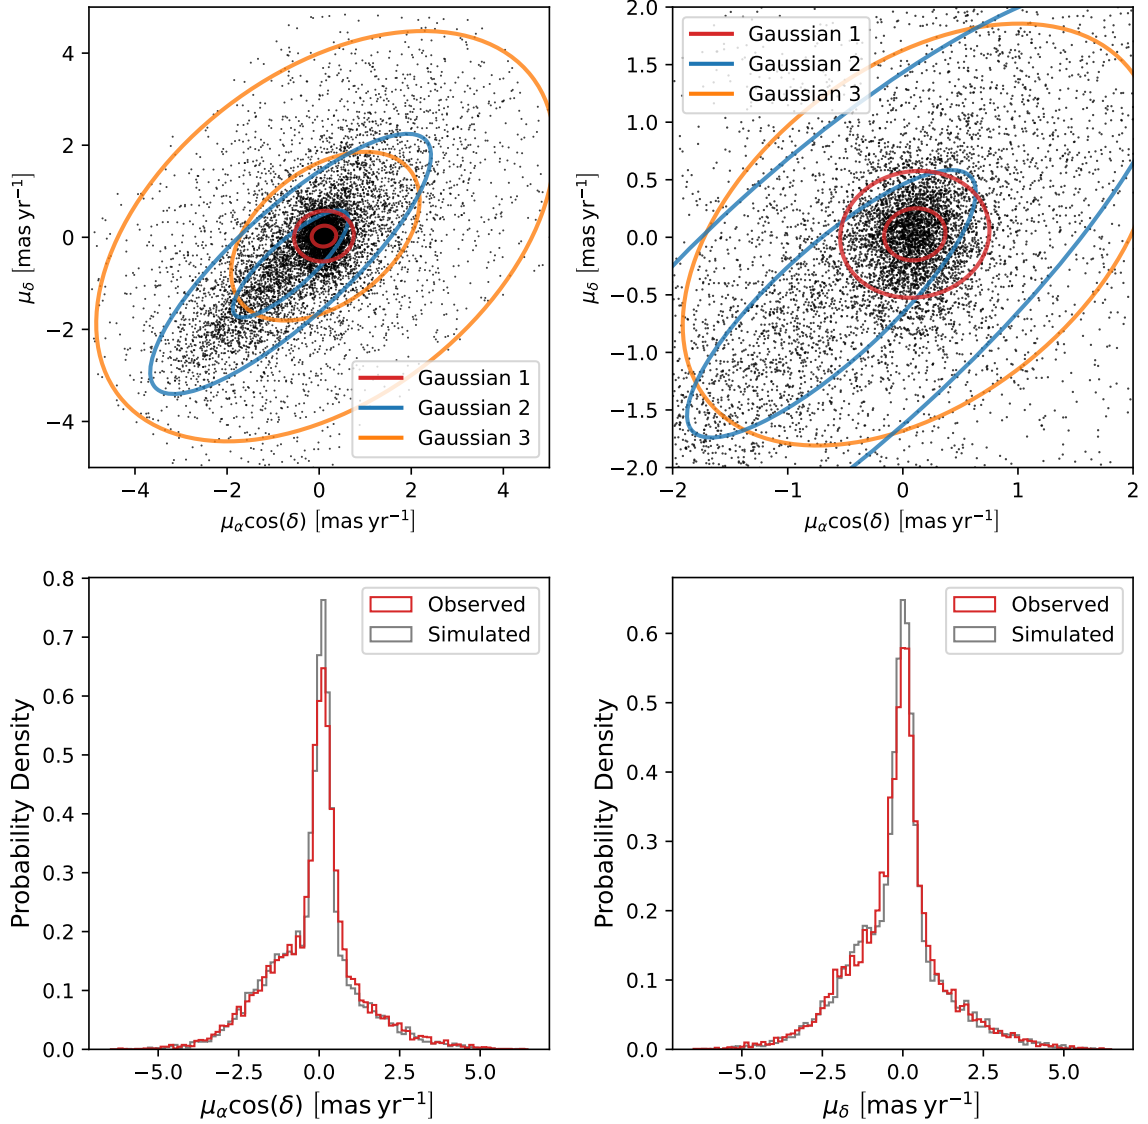 4
2
0
−2
−4
μδ [mas yr⁻¹]
Gaussian 1
Gaussian 2
Gaussian 3
−4 −2 0 2 4
μαcos(δ) [mas yr⁻¹]
2.0
1.5
1.0
0.5
0.0
−0.5
−1.0
−1.5
−2.0
μδ [mas yr⁻¹]
Gaussian 1
Gaussian 2
Gaussian 3
−2 −1 0 1 2
μαcos(δ) [mas yr⁻¹]
0.8
0.7
0.6
0.5
0.4
0.3
0.2
0.1
0.0
Probability Density
Observed
Simulated
−5.0 −2.5 0.0 2.5 5.0
μαcos(δ) [mas yr⁻¹]
0.6
0.5
0.4
0.3
0.2
0.1
0.0
Probability Density
Observed
Simulated
−5.0 −2.5 0.0 2.5 5.0
μδ [mas yr⁻¹]